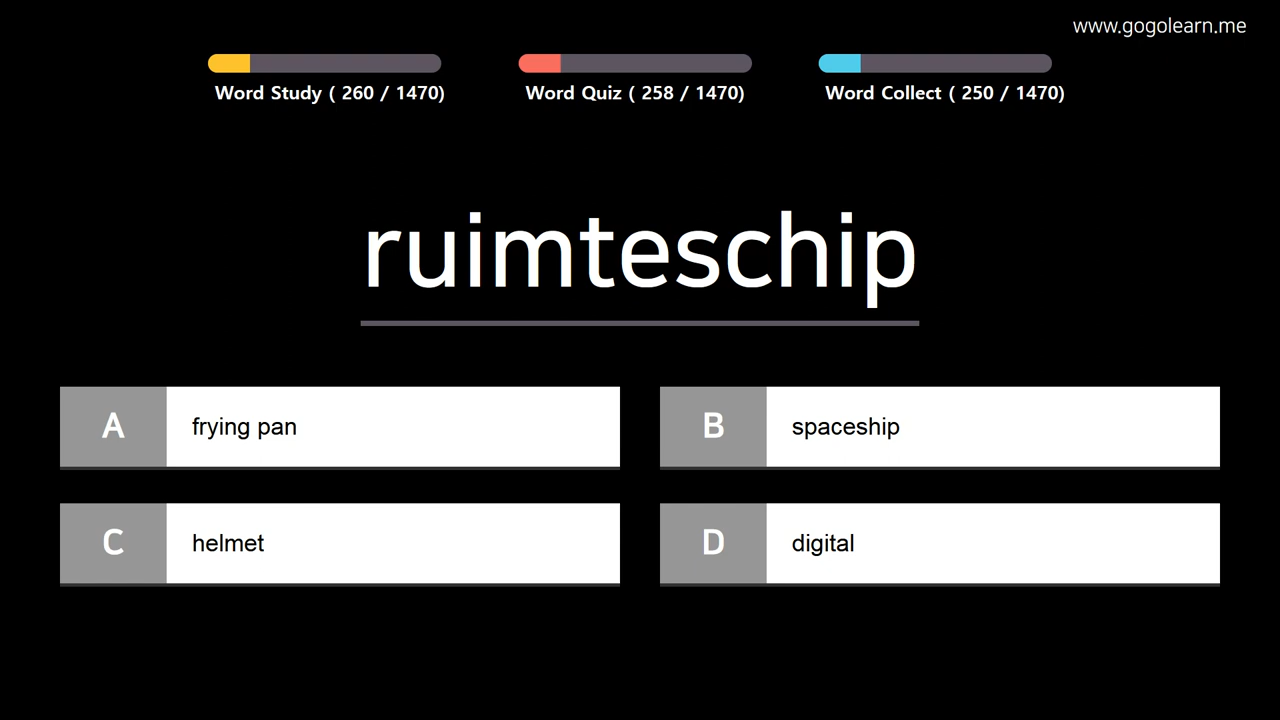 www.gogolearn.me
Word Study ( 260 / 1470)
Word Quiz ( 258 / 1470)
Word Collect ( 250 / 1470)
ruimteschip
A frying pan
B spaceship
C helmet
D digital